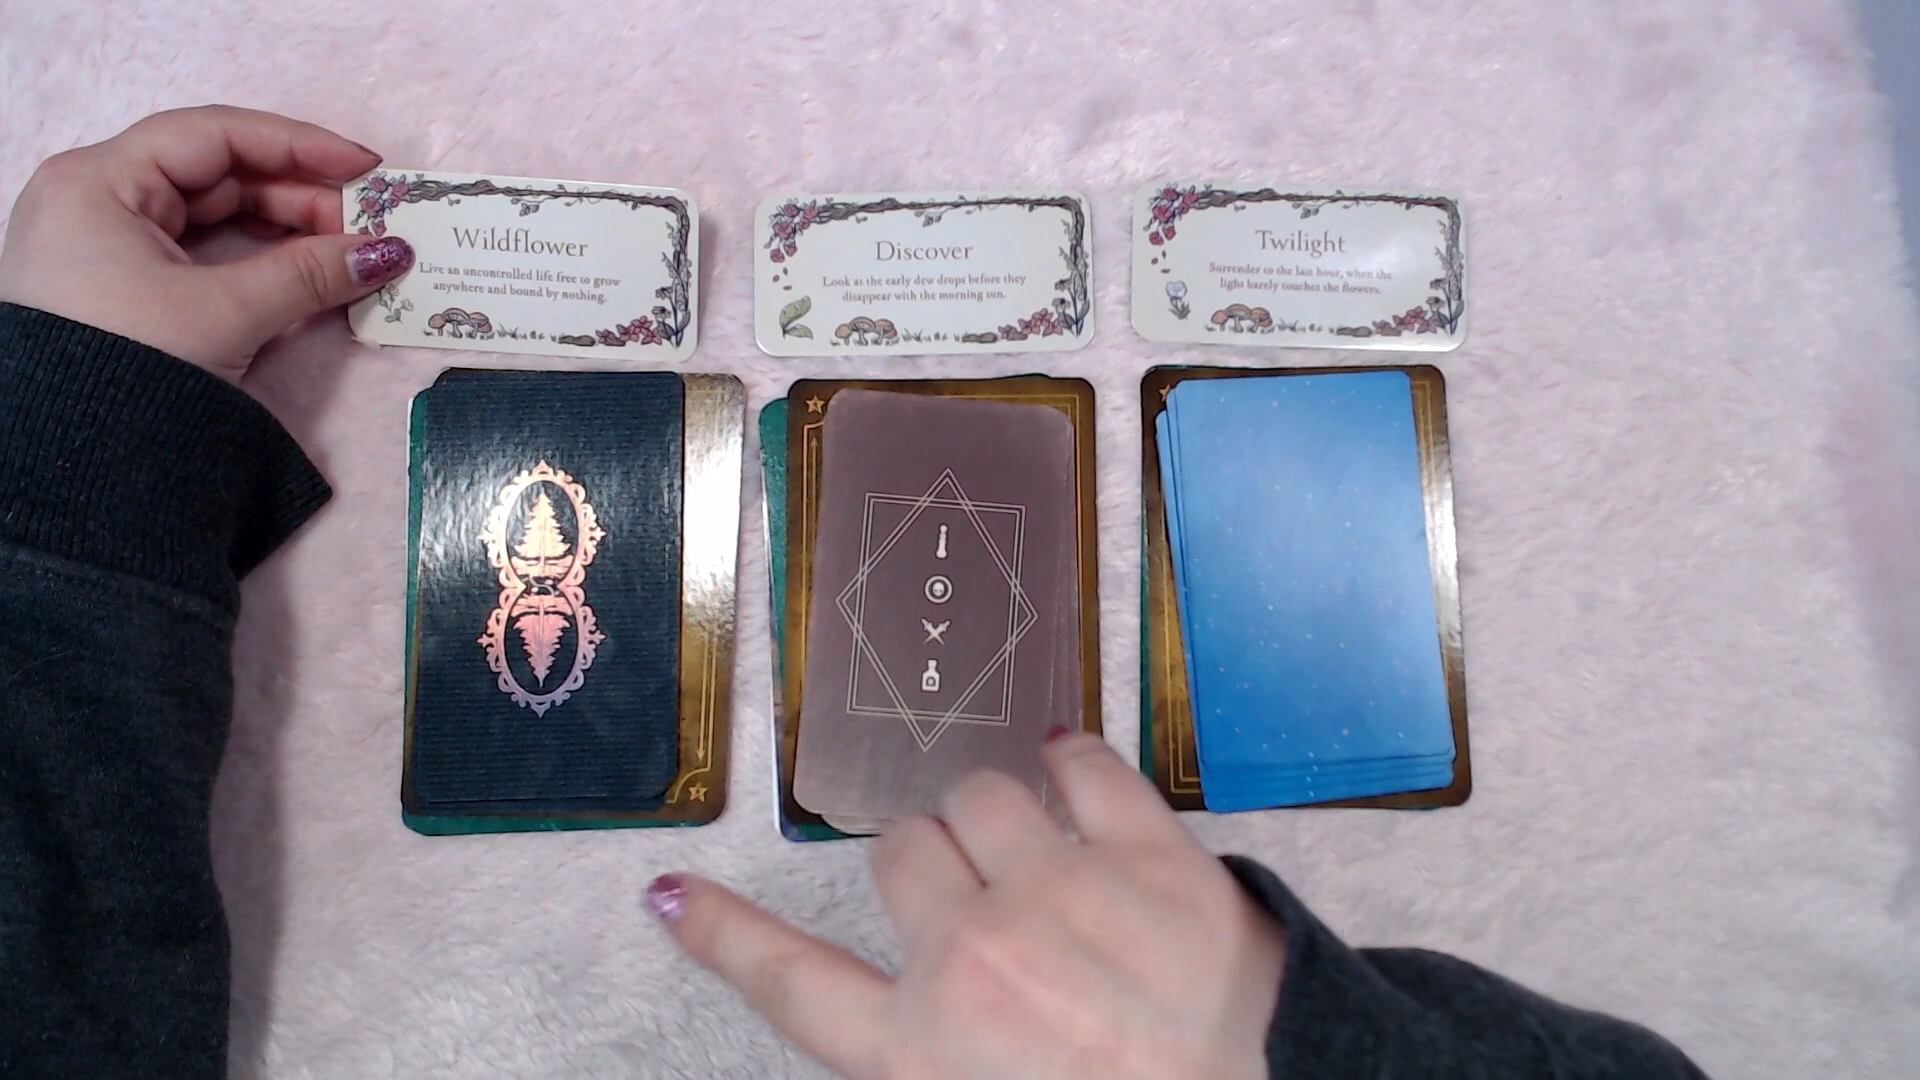 Wildflower
Live an uncontrolled life free to grow
anywhere and bound by nothing.
Discover
Look at the early dew drops before they
disappear with the morning sun.
Twilight
Surrender to the last hour, when the
light barely touches the flowers.